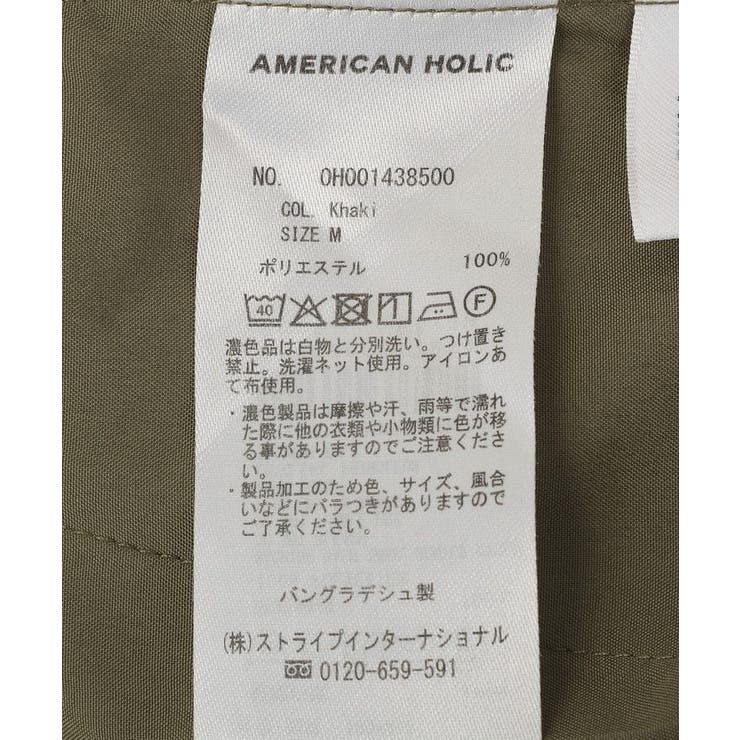 AMERICAN HOLIC
NO. OH001438500
COL. Khaki
SIZE M
ポリエステル 100%
40 F
濃色品は白物と分別洗い。つけ置き
禁止。洗濯ネット使用。アイロンあ
て布使用。
・濃色製品は摩擦や汗、雨等で濡れ
た際に他の衣類や小物類に色が移
る事がありますのでご注意くださ
い。
・製品加工のため色、サイズ、風合
いなどにバラつきがありますので
ご了承ください。
バングラデシュ製
(株)ストライプインターナショナル
0120-659-591